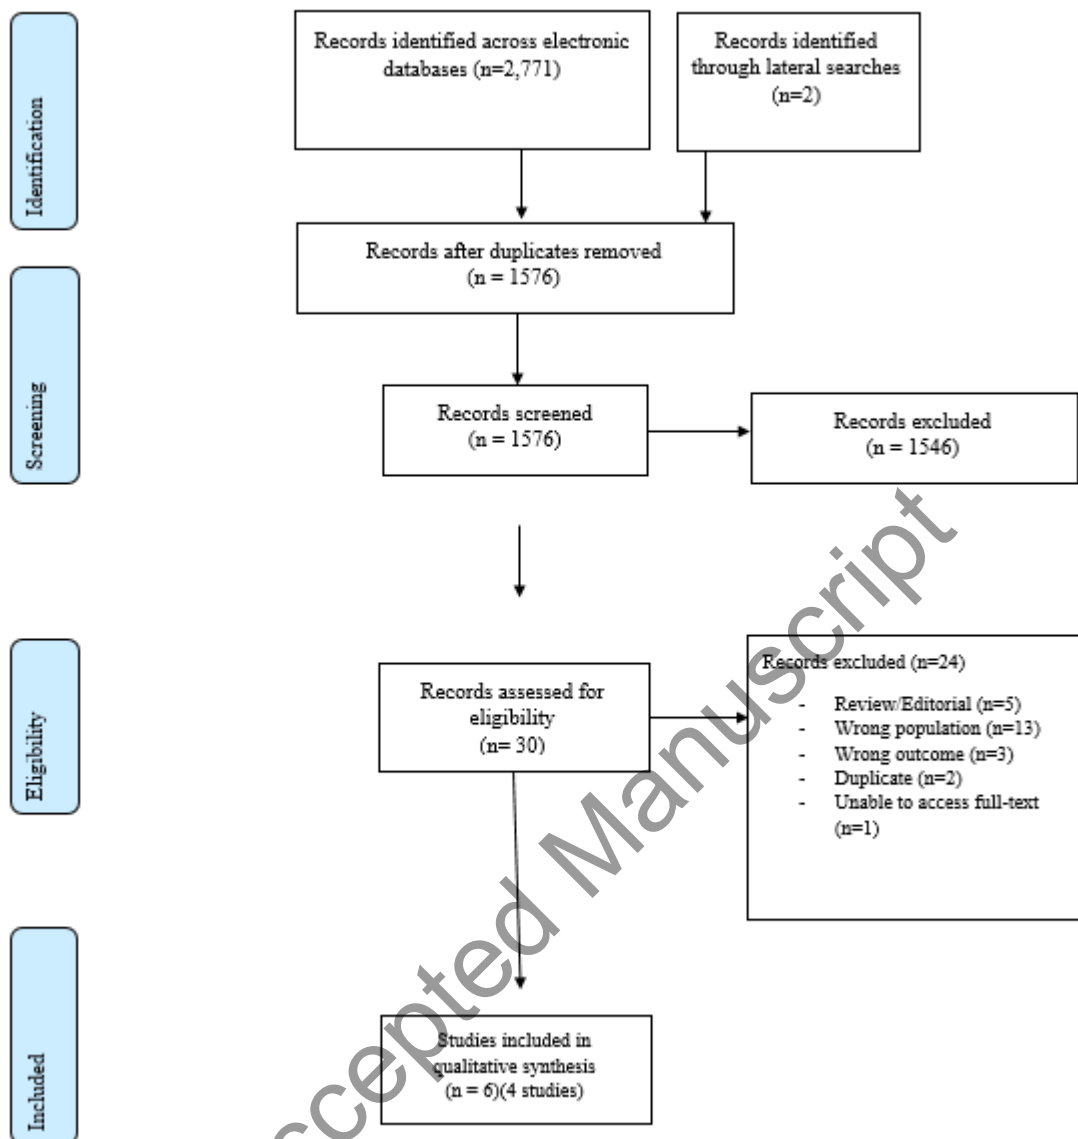 Identification
Records identified across electronic
databases (n=2,771)
Records identified
through lateral searches
(n=2)
Records after duplicates removed
(n = 1576)
Screening
Records screened
(n = 1576)
Records excluded
(n = 1546)
Eligibility
Records assessed for
eligibility
(n= 30)
Records excluded (n=24)
- Review/Editorial (n=5)
- Wrong population (n=13)
- Wrong outcome (n=3)
- Duplicate (n=2)
- Unable to access full-text
(n=1)
Included
Studies included in
qualitative synthesis
(n = 6)(4 studies)
ccepted Manuscript